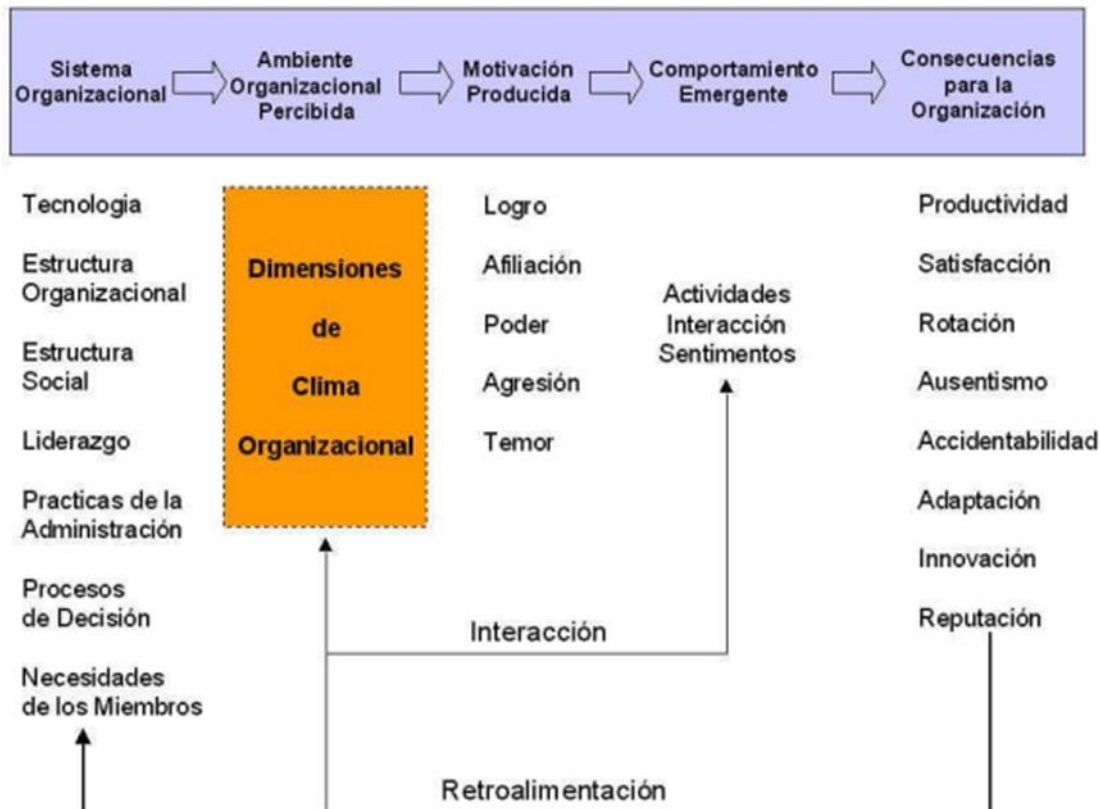 Sistema
Organizacional
Ambiente
Organizacional
Percibida
Motivación
Producida
Comportamiento
Emergente
Consecuencias
para la
Organización
Tecnologia
Estructura
Organizacional
Estructura
Social
Liderazgo
Practicas de la
Administración
Procesos
de Decisión
Necesidades
de los Miembros
Dimensiones
de
Clima
Organizacional
Logro
Afiliación
Poder
Agresión
Temor
Actividades
Interacción
Sentimentos
Productividad
Satisfacción
Rotación
Ausentismo
Accidentabilidad
Adaptación
Innovación
Reputación
Interacción
Retroalimentación